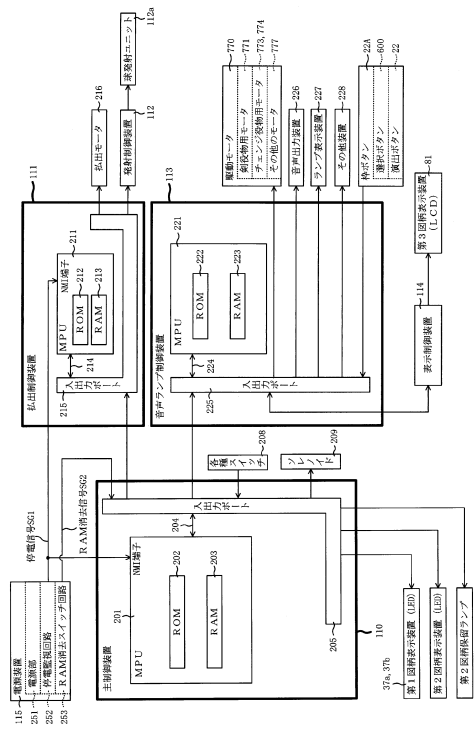 電源装置
電源部
停電監視回路
RAM消去スイッチ回路
115
251
252
253
停電信号SG1
RAM消去信号SG2
主制御装置
201
NMI端子
MPU
ROM
202
RAM
203
204
入出力ポート
205
110
各種スイッチ
208
ソレノイド
209
37a, 37b
第1図柄表示装置(LED)
第2図柄表示装置(LED)
第2図柄保留ランプ
払出制御装置
111
211
NMI端子
MPU
ROM
212
RAM
213
214
入出力ポート
215
払出モータ
216
発射制御装置
112
球発射ユニット
112a
音声ランプ制御装置
113
221
MPU
ROM
222
RAM
223
224
入出力ポート
225
駆動モータ
770
剣役物用モータ
771
チェンジ役物用モータ
773, 774
その他のモータ
777
音声出力装置
226
ランプ表示装置
227
その他装置
228
枠ボタン
22A
選択ボタン
600
演出ボタン
22
表示制御装置
114
第3図柄表示装置
(LCD)
81